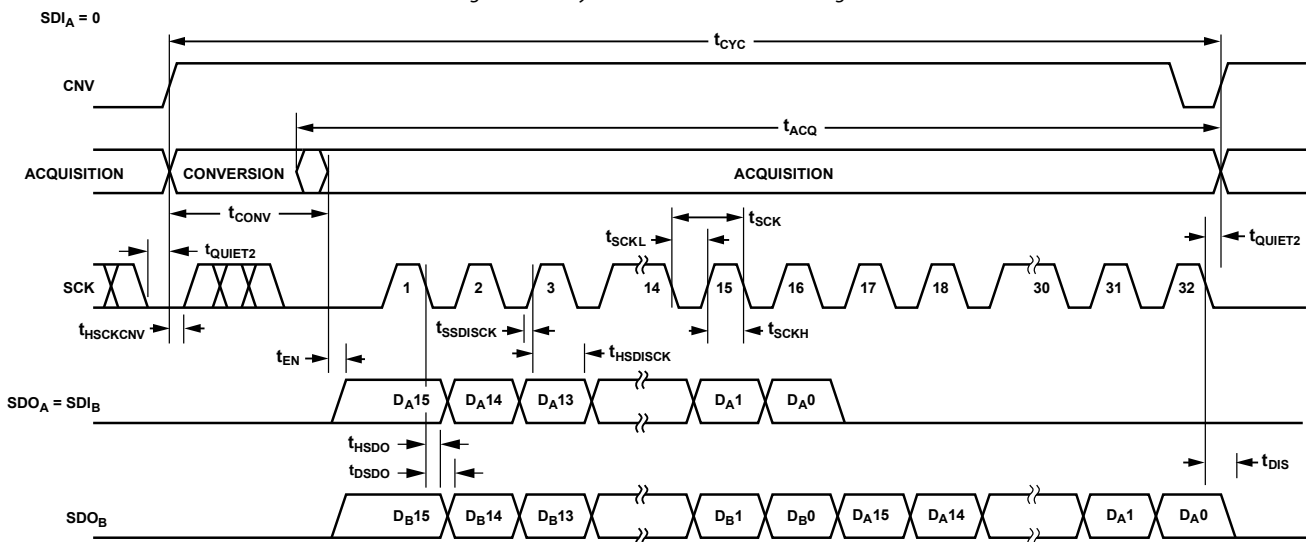 SDIA = 0
tCYC
CNV
tACQ
ACQUISITION CONVERSION ACQUISITION
tCONV
tSCK
tQUIET2 tSCKL tQUIET2
SCK 1 2 3 14 15 16 17 18 30 31 32
tHSCKCNV tSSDISCK tSCKH
tEN tHSDISCK
SDOA = SDIB DA15 DA14 DA13 DA1 DA0
tHSDO
tDSDO tDIS
SDOB DB15 DB14 DB13 DB1 DB0 DA15 DA14 DA1 DA0